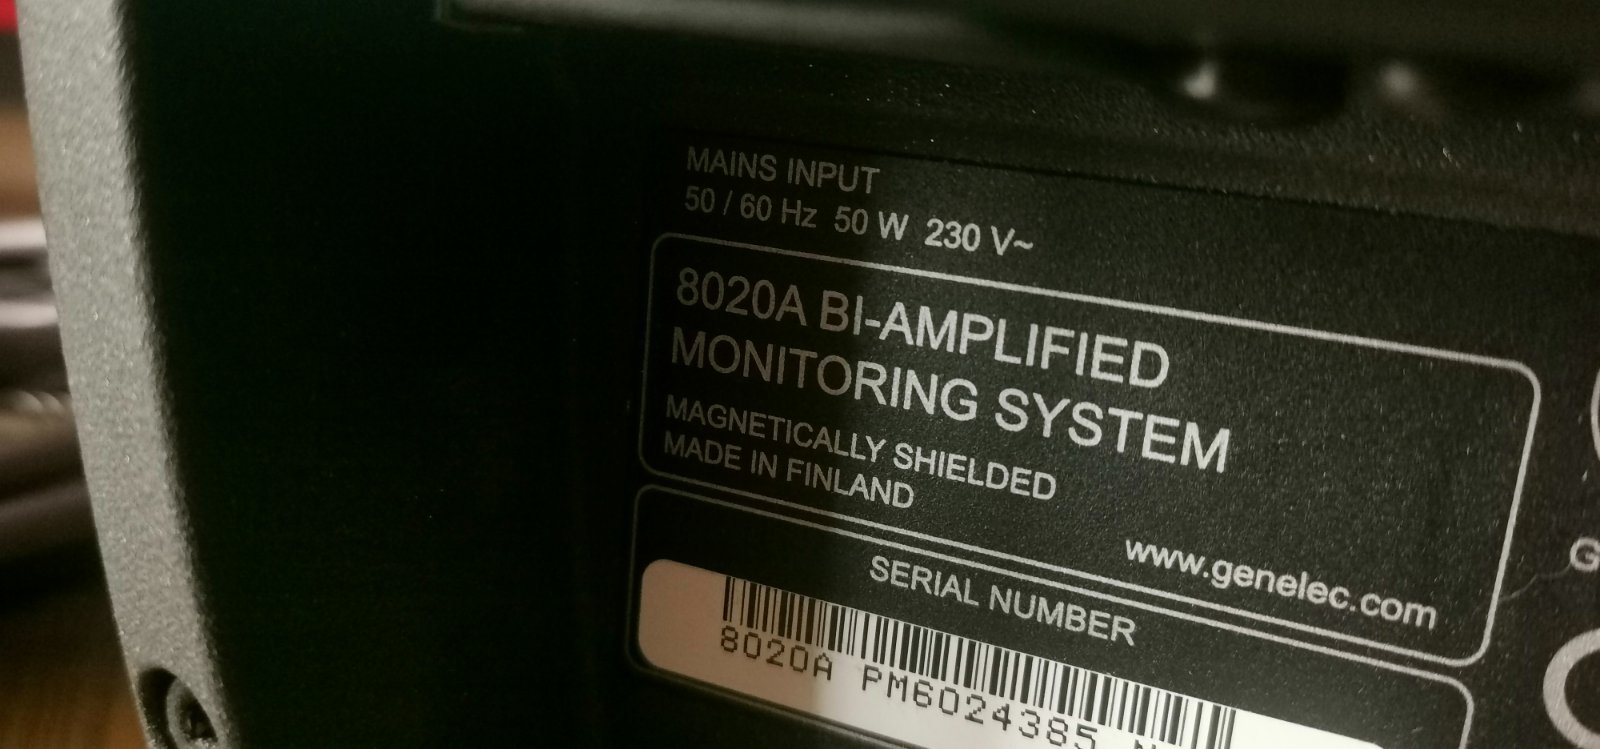 MAINS INPUT
50 / 60 Hz 50 W 230 V~
8020A BI-AMPLIFIED
MONITORING SYSTEM
MAGNETICALLY SHIELDED
MADE IN FINLAND
www.genelec.com
SERIAL NUMBER
8020A PM6024385